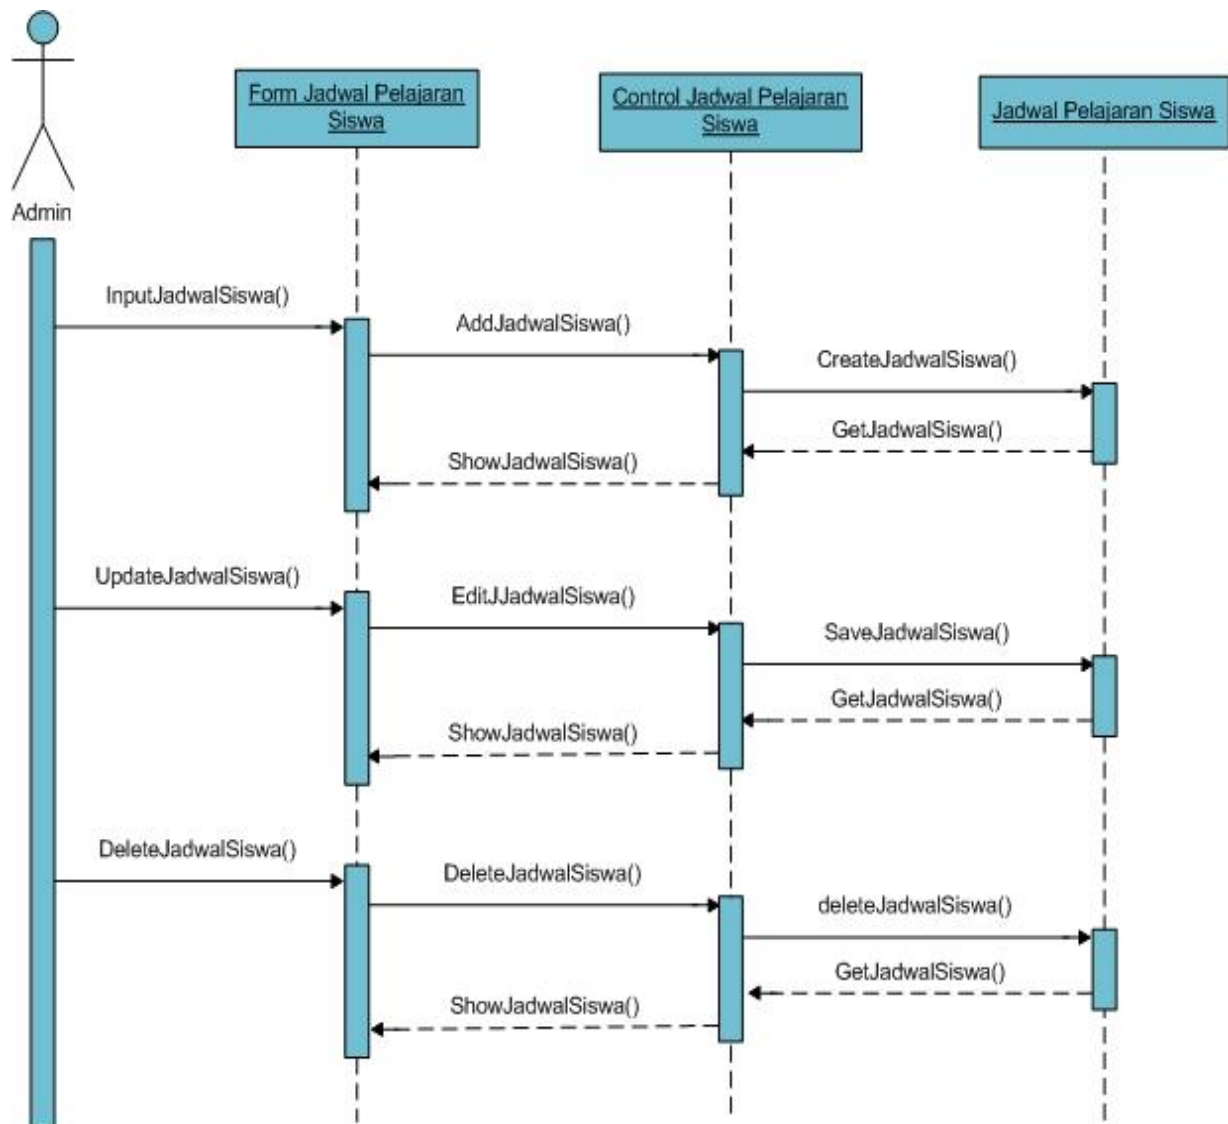 Form Jadwal Pelajaran
Siswa
Control Jadwal Pelajaran
Siswa
Jadwal Pelajaran Siswa
Admin
InputJadwalSiswa()
AddJadwalSiswa()
CreateJadwalSiswa()
GetJadwalSiswa()
ShowJadwalSiswa()
UpdateJadwalSiswa()
EditJJadwalSiswa()
SaveJadwalSiswa()
GetJadwalSiswa()
ShowJadwalSiswa()
DeleteJadwalSiswa()
DeleteJadwalSiswa()
deleteJadwalSiswa()
GetJadwalSiswa()
ShowJadwalSiswa()